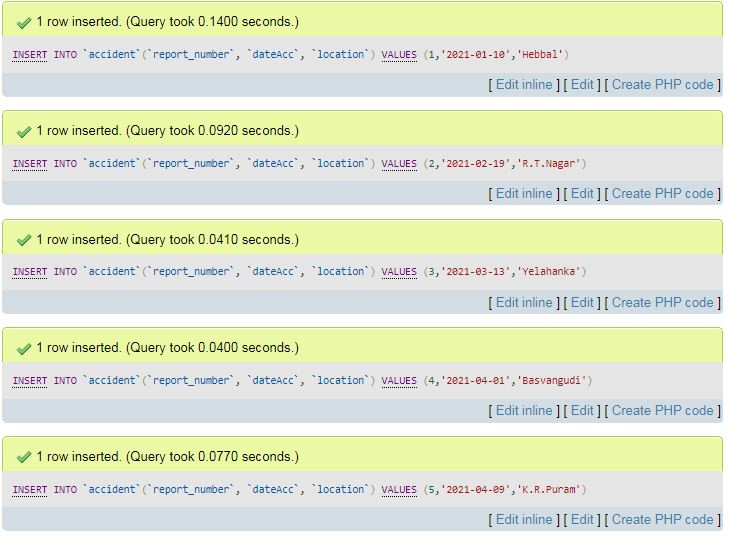 1 row inserted. (Query took 0.1400 seconds.)
INSERT INTO `accident`(`report_number`, `dateAcc`, `location`) VALUES (1,'2021-01-10','Hebbal')
[ Edit inline ] [ Edit ] [ Create PHP code ]
1 row inserted. (Query took 0.0920 seconds.)
INSERT INTO `accident`(`report_number`, `dateAcc`, `location`) VALUES (2,'2021-02-19','R.T.Nagar')
[ Edit inline ] [ Edit ] [ Create PHP code ]
1 row inserted. (Query took 0.0410 seconds.)
INSERT INTO `accident`(`report_number`, `dateAcc`, `location`) VALUES (3,'2021-03-13','Yelahanka')
[ Edit inline ] [ Edit ] [ Create PHP code ]
1 row inserted. (Query took 0.0400 seconds.)
INSERT INTO `accident`(`report_number`, `dateAcc`, `location`) VALUES (4,'2021-04-01','Basvangudi')
[ Edit inline ] [ Edit ] [ Create PHP code ]
1 row inserted. (Query took 0.0770 seconds.)
INSERT INTO `accident`(`report_number`, `dateAcc`, `location`) VALUES (5,'2021-04-09','K.R.Puram')
[ Edit inline ] [ Edit ] [ Create PHP code ]